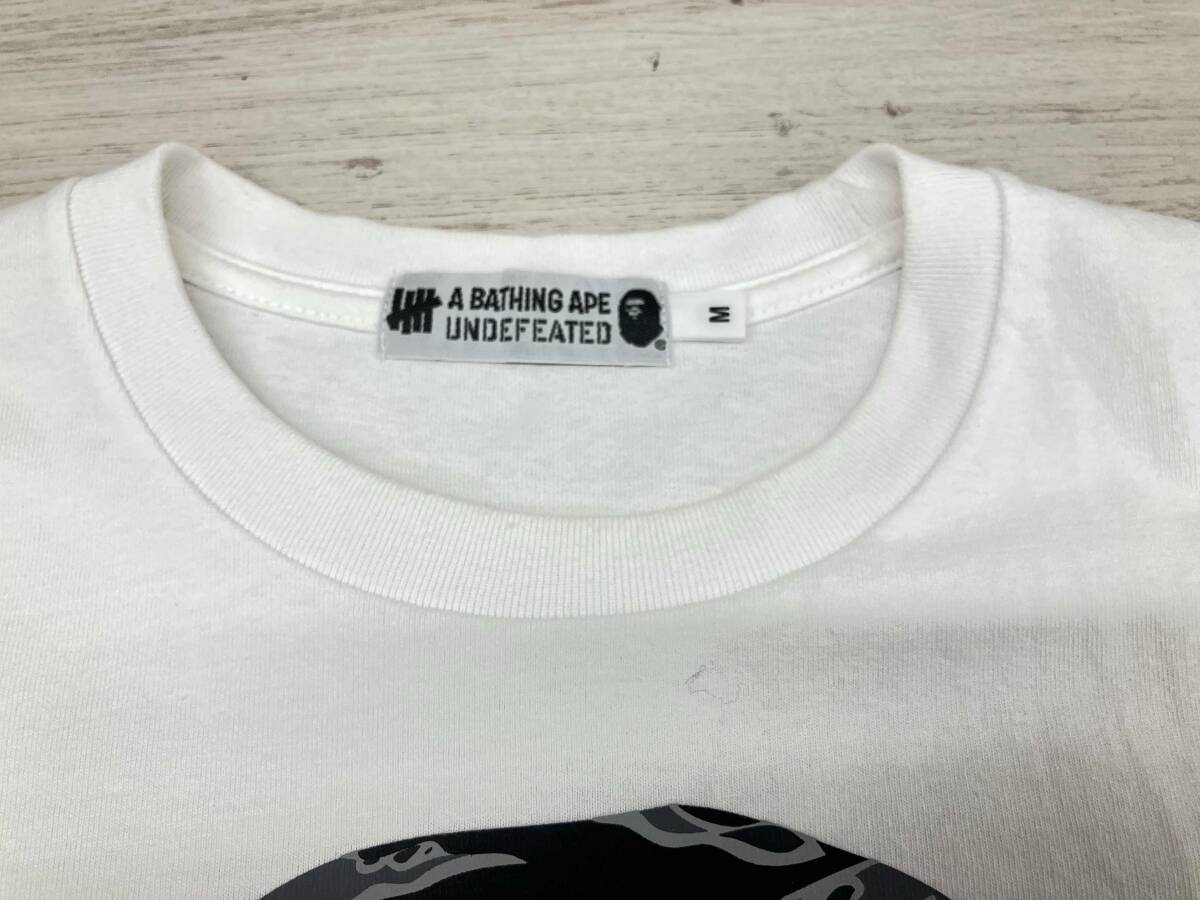 A BATHING APE
UNDEFEATED
®
M